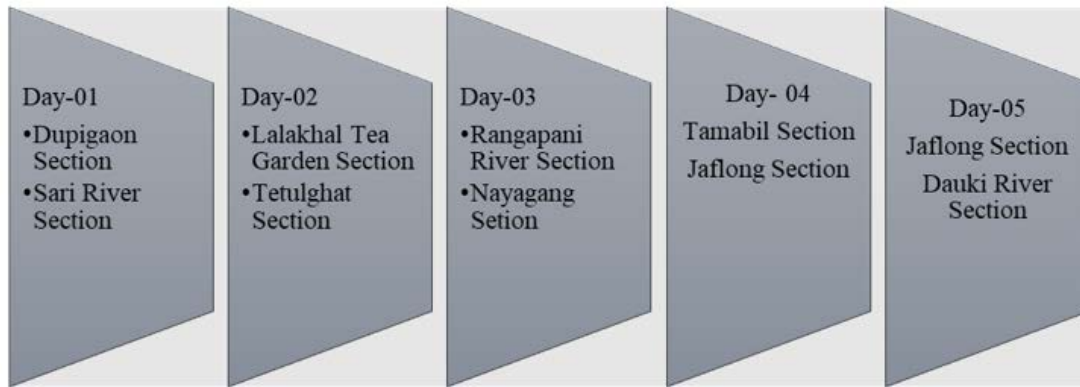 Day-01
•Dupigaon
Section
•Sari River
Section
Day-02
•Lalakhal Tea
Garden Section
•Tetulghat
Section
Day-03
•Rangapani
River Section
•Nayagang
Setion
Day- 04
Tamabil Section
Jaflong Section
Day-05
Jaflong Section
Dauki River
Section